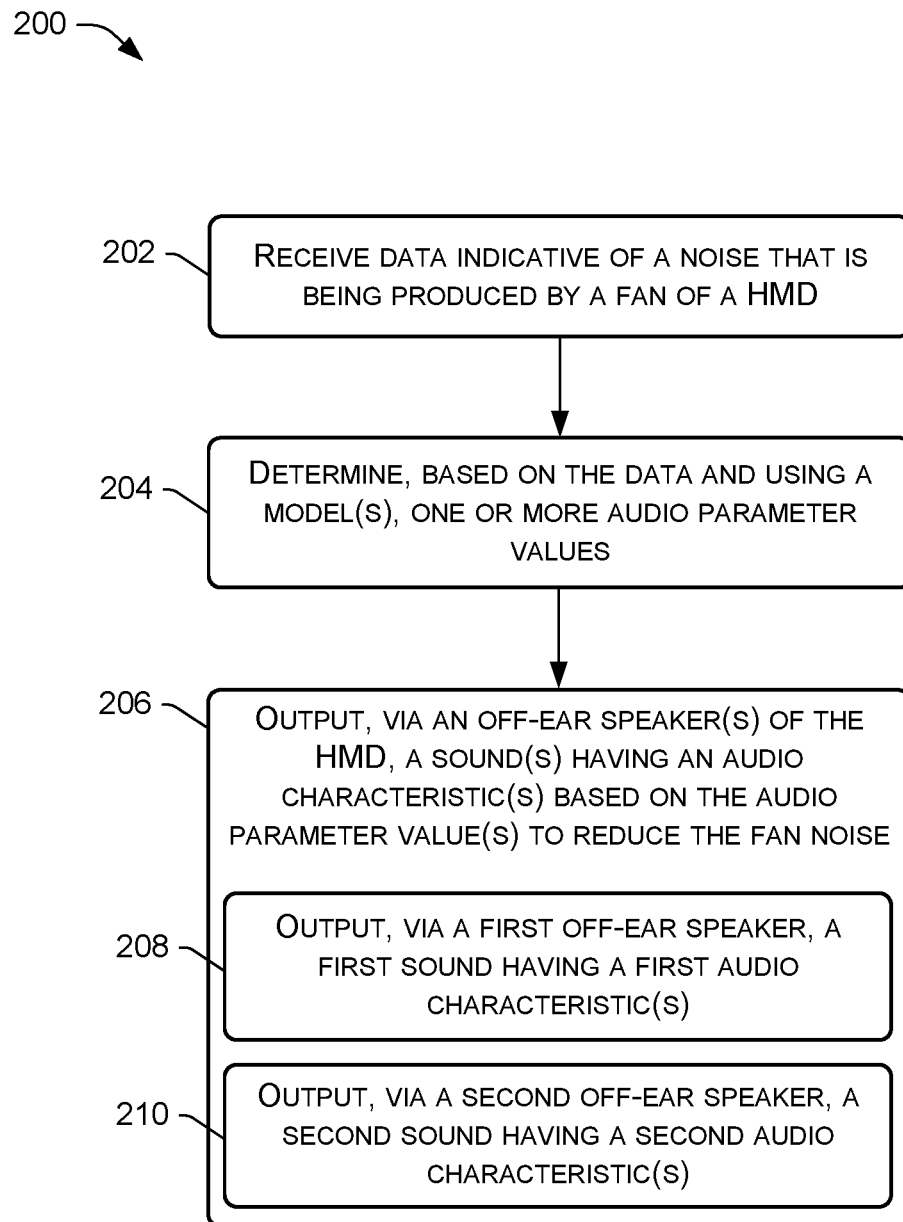 200
202
RECEIVE DATA INDICATIVE OF A NOISE THAT IS
BEING PRODUCED BY A FAN OF A HMD
204
DETERMINE, BASED ON THE DATA AND USING A
MODEL(S), ONE OR MORE AUDIO PARAMETER
VALUES
206
OUTPUT, VIA AN OFF-EAR SPEAKER(S) OF THE
HMD, A SOUND(S) HAVING AN AUDIO
CHARACTERISTIC(S) BASED ON THE AUDIO
PARAMETER VALUE(S) TO REDUCE THE FAN NOISE
208
OUTPUT, VIA A FIRST OFF-EAR SPEAKER, A
FIRST SOUND HAVING A FIRST AUDIO
CHARACTERISTIC(S)
210
OUTPUT, VIA A SECOND OFF-EAR SPEAKER, A
SECOND SOUND HAVING A SECOND AUDIO
CHARACTERISTIC(S)